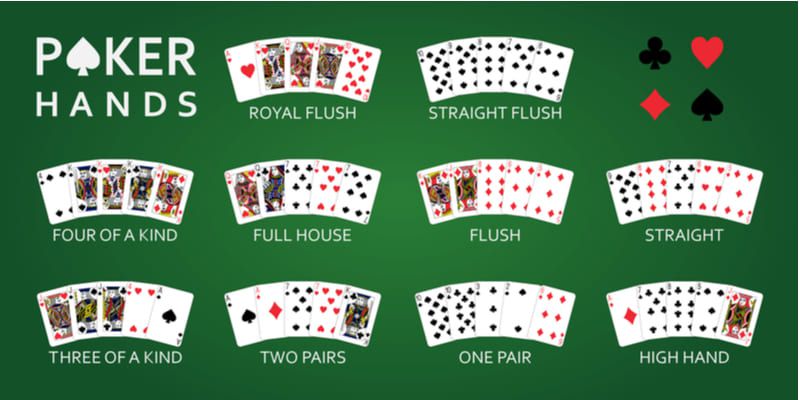 POKER
HANDS
ROYAL FLUSH
STRAIGHT FLUSH
FOUR OF A KIND
FULL HOUSE
FLUSH
STRAIGHT
THREE OF A KIND
TWO PAIRS
ONE PAIR
HIGH HAND